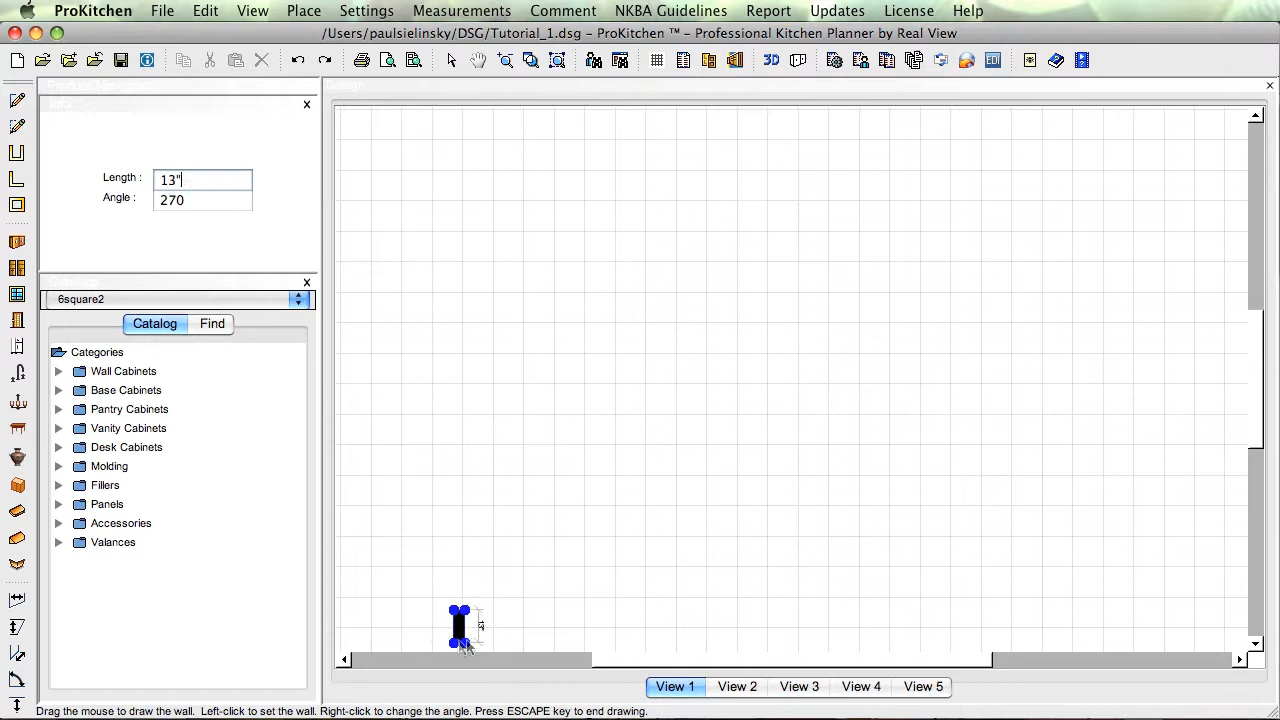 ProKitchen File Edit View Place Settings Measurements Comment NKBA Guidelines Report Updates License Help
/Users/paulsielinsky/DSG/Tutorial_1.dsg – ProKitchen ™ – Professional Kitchen Planner by Real View
3D
Design
Info
Length : 13"
Angle : 270
6square2
Catalog Find
Categories
Wall Cabinets
Base Cabinets
Pantry Cabinets
Vanity Cabinets
Desk Cabinets
Molding
Fillers
Panels
Accessories
Valances
View 1 View 2 View 3 View 4 View 5
Drag the mouse to draw the wall. Left-click to set the wall. Right-click to change the angle. Press ESCAPE key to end drawing.